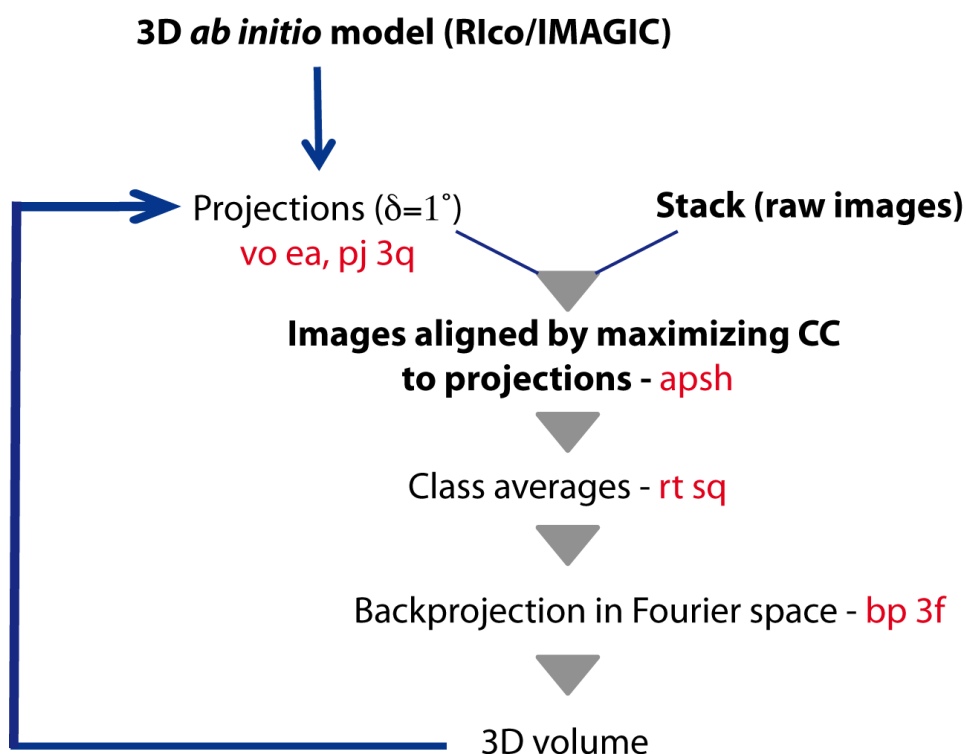 3D ab initio model (RIco/IMAGIC)
Projections (δ=1°)
vo ea, pj 3q
Stack (raw images)
Images aligned by maximizing CC
to projections - apsh
Class averages - rt sq
Backprojection in Fourier space - bp 3f
3D volume